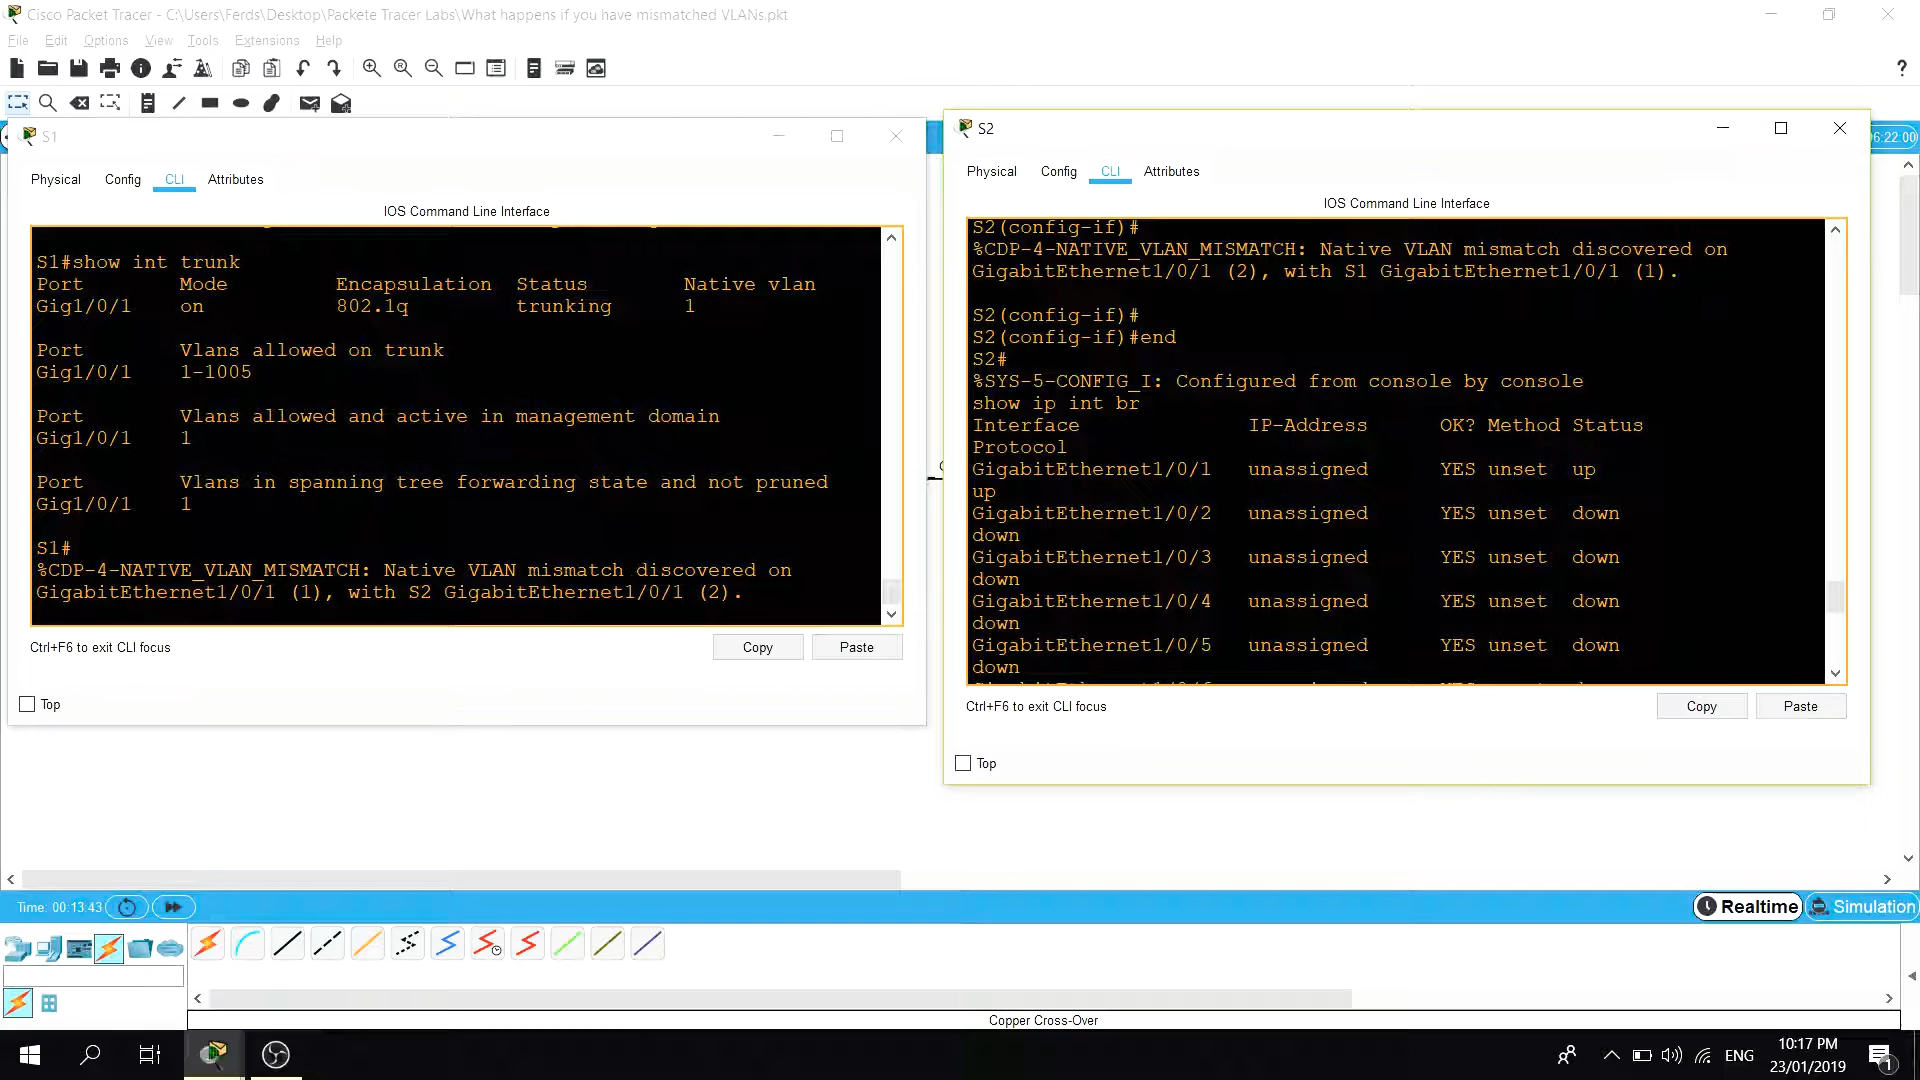 Cisco Packet Tracer - C:\Users\Ferds\Desktop\Packete Tracer Labs\What happens if you have mismatched VLANs.pkt
File Edit Options View Tools Extensions Help
?
S1
Physical Config CLI Attributes
IOS Command Line Interface
S1#show int trunk
Port Mode Encapsulation Status Native vlan
Gig1/0/1 on 802.1q trunking 1
Port Vlans allowed on trunk
Gig1/0/1 1-1005
Port Vlans allowed and active in management domain
Gig1/0/1 1
Port Vlans in spanning tree forwarding state and not pruned
Gig1/0/1 1
S1#
%CDP-4-NATIVE_VLAN_MISMATCH: Native VLAN mismatch discovered on
GigabitEthernet1/0/1 (1), with S2 GigabitEthernet1/0/1 (2).
Ctrl+F6 to exit CLI focus
Copy Paste
Top
S2
6:22:00
Physical Config CLI Attributes
IOS Command Line Interface
S2(config-if)#
%CDP-4-NATIVE_VLAN_MISMATCH: Native VLAN mismatch discovered on
GigabitEthernet1/0/1 (2), with S1 GigabitEthernet1/0/1 (1).
S2(config-if)#
S2(config-if)#end
S2#
%SYS-5-CONFIG_I: Configured from console by console
show ip int br
Interface IP-Address OK? Method Status
Protocol
GigabitEthernet1/0/1 unassigned YES unset up
up
GigabitEthernet1/0/2 unassigned YES unset down
down
GigabitEthernet1/0/3 unassigned YES unset down
down
GigabitEthernet1/0/4 unassigned YES unset down
down
GigabitEthernet1/0/5 unassigned YES unset down
down
Ctrl+F6 to exit CLI focus
Copy Paste
Top
Time: 00:13:43
Realtime Simulation
Copper Cross-Over
ENG
10:17 PM
23/01/2019
1